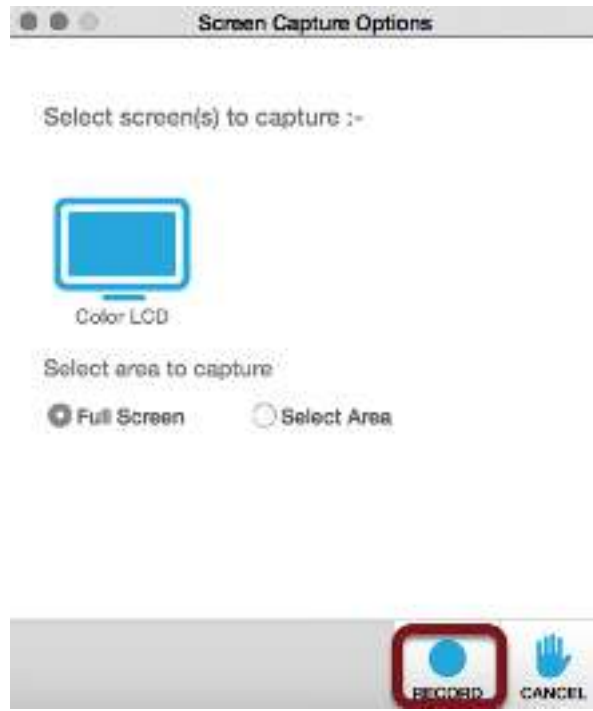 Screen Capture Options
Select screen(s) to capture :-
Color LCD
Select area to capture
Full Screen Select Area
RECORD CANCEL